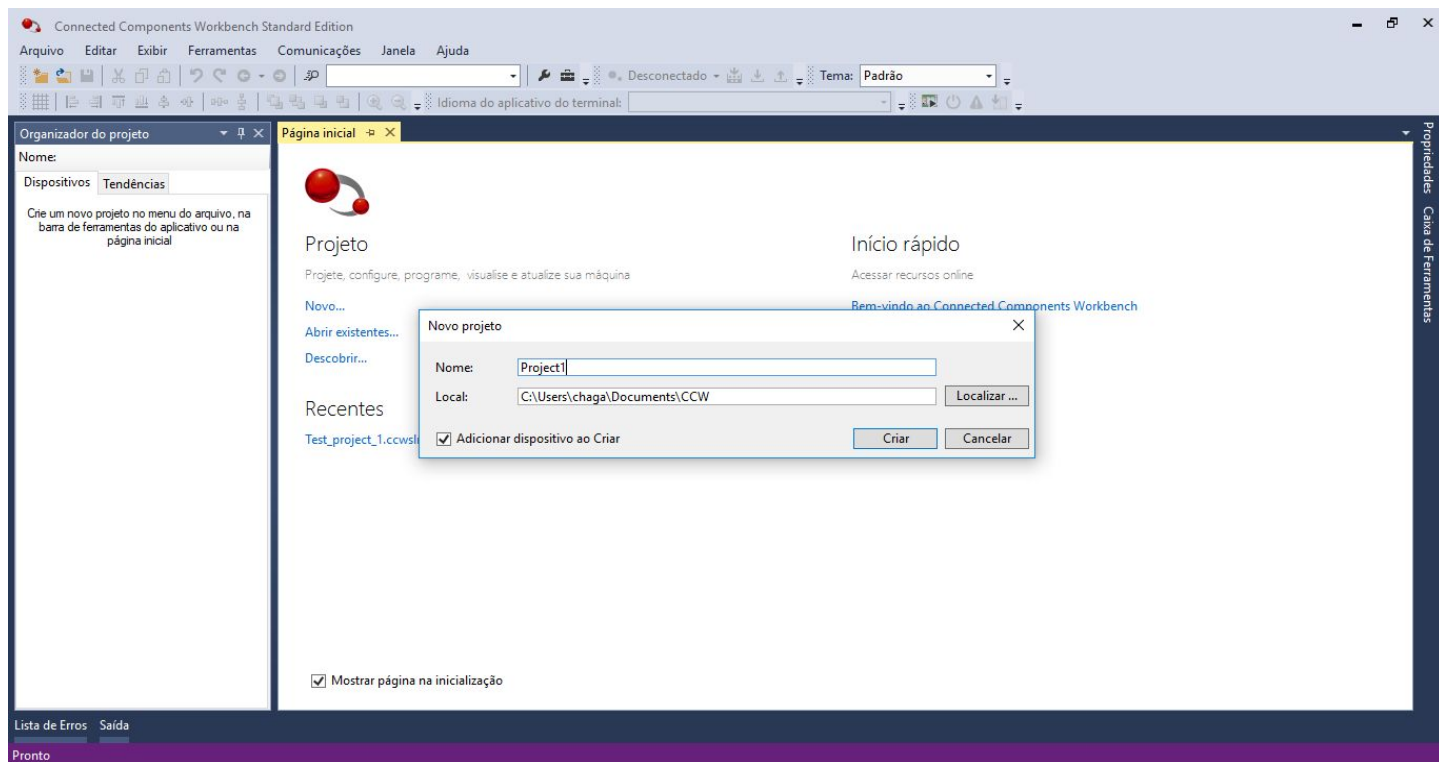 Connected Components Workbench Standard Edition
Arquivo Editar Exibir Ferramentas Comunicações Janela Ajuda
Desconectado Tema: Padrão
Idioma do aplicativo do terminal:
Organizador do projeto
Nome:
Dispositivos Tendências
Crie um novo projeto no menu do arquivo, na
barra de ferramentas do aplicativo ou na
página inicial
Página inicial
Projeto
Projete, configure, programe, visualise e atualize sua máquina
Novo...
Abrir existentes...
Descobrir...
Recentes
Test_project_1.ccwsl
Início rápido
Acessar recursos online
Bem-vindo ao Connected Components Workbench
Novo projeto
Nome: Project1
Local: C:\Users\chaga\Documents\CCW Localizar ...
Adicionar dispositivo ao Criar Criar Cancelar
Mostrar página na inicialização
Propriedades
Caixa de Ferramentas
Lista de Erros Saída
Pronto